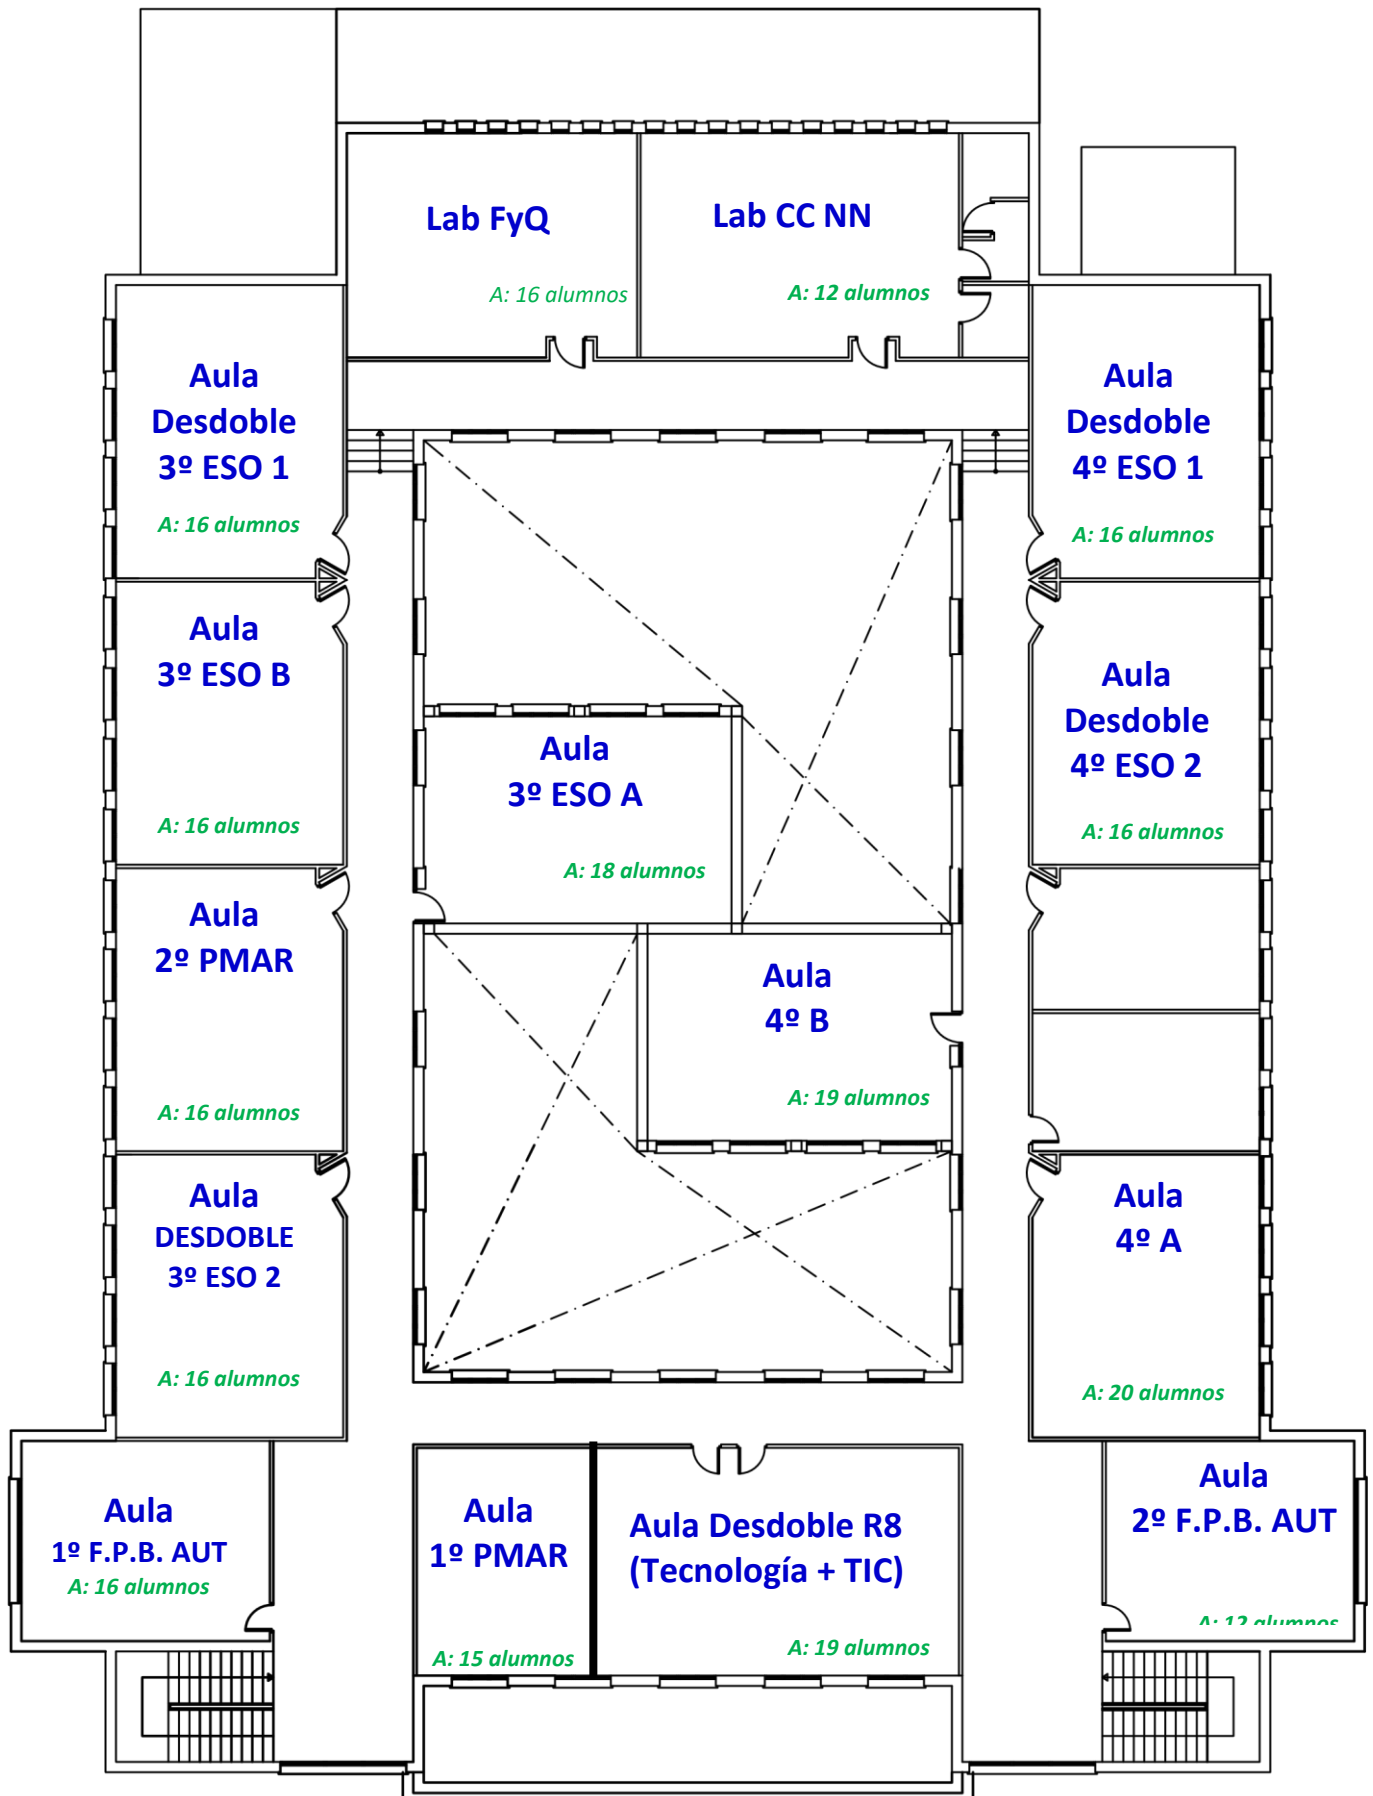 Lab FyQ
A: 16 alumnos
Lab CC NN
A: 12 alumnos
Aula
Desdoble
3º ESO 1
A: 16 alumnos
Aula
Desdoble
4º ESO 1
A: 16 alumnos
Aula
3º ESO B
A: 16 alumnos
Aula
3º ESO A
A: 18 alumnos
Aula
Desdoble
4º ESO 2
A: 16 alumnos
Aula
2º PMAR
A: 16 alumnos
Aula
4º B
A: 19 alumnos
Aula
DESDOBLE
3º ESO 2
A: 16 alumnos
Aula
4º A
A: 20 alumnos
Aula
1º F.P.B. AUT
A: 16 alumnos
Aula
1º PMAR
A: 15 alumnos
Aula Desdoble R8
(Tecnología + TIC)
A: 19 alumnos
Aula
2º F.P.B. AUT
A: 12 alumnos